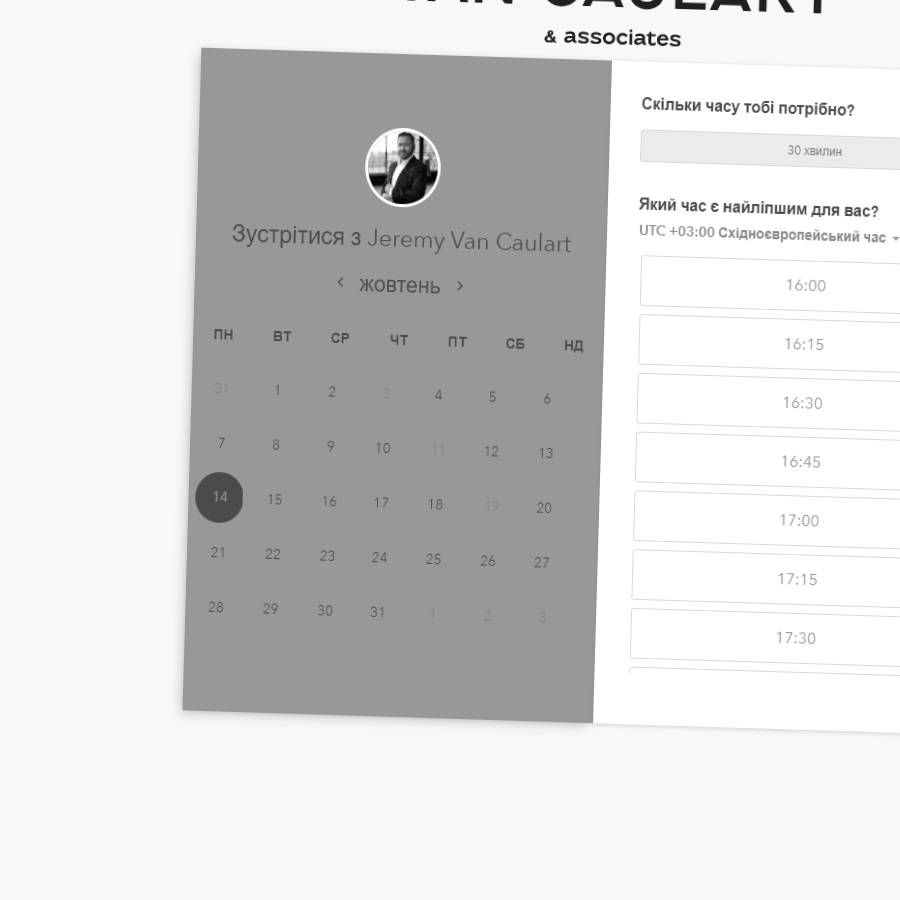 VAN CAULART
& associates
Зустрітися з Jeremy Van Caulart
жовтень
ПН ВТ СР ЧТ ПТ СБ НД
31 1 2 3 4 5 6
7 8 9 10 11 12 13
14 15 16 17 18 19 20
21 22 23 24 25 26 27
28 29 30 31 1 2 3
Скільки часу тобі потрібно?
30 хвилин
Який час є найліпшим для вас?
UTC +03:00 Східноєвропейський час
16:00
16:15
16:30
16:45
17:00
17:15
17:30